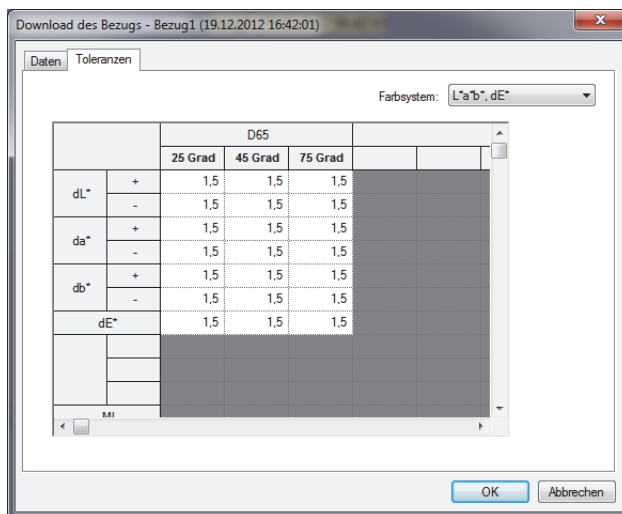 Download des Bezugs - Bezug1 (19.12.2012 16:42:01)
Daten Toleranzen
Farbsystem: L*a*b*, dE*
D65
25 Grad 45 Grad 75 Grad
dL* + 1,5 1,5 1,5
- 1,5 1,5 1,5
da* + 1,5 1,5 1,5
- 1,5 1,5 1,5
db* + 1,5 1,5 1,5
- 1,5 1,5 1,5
dE* 1,5 1,5 1,5
OK Abbrechen